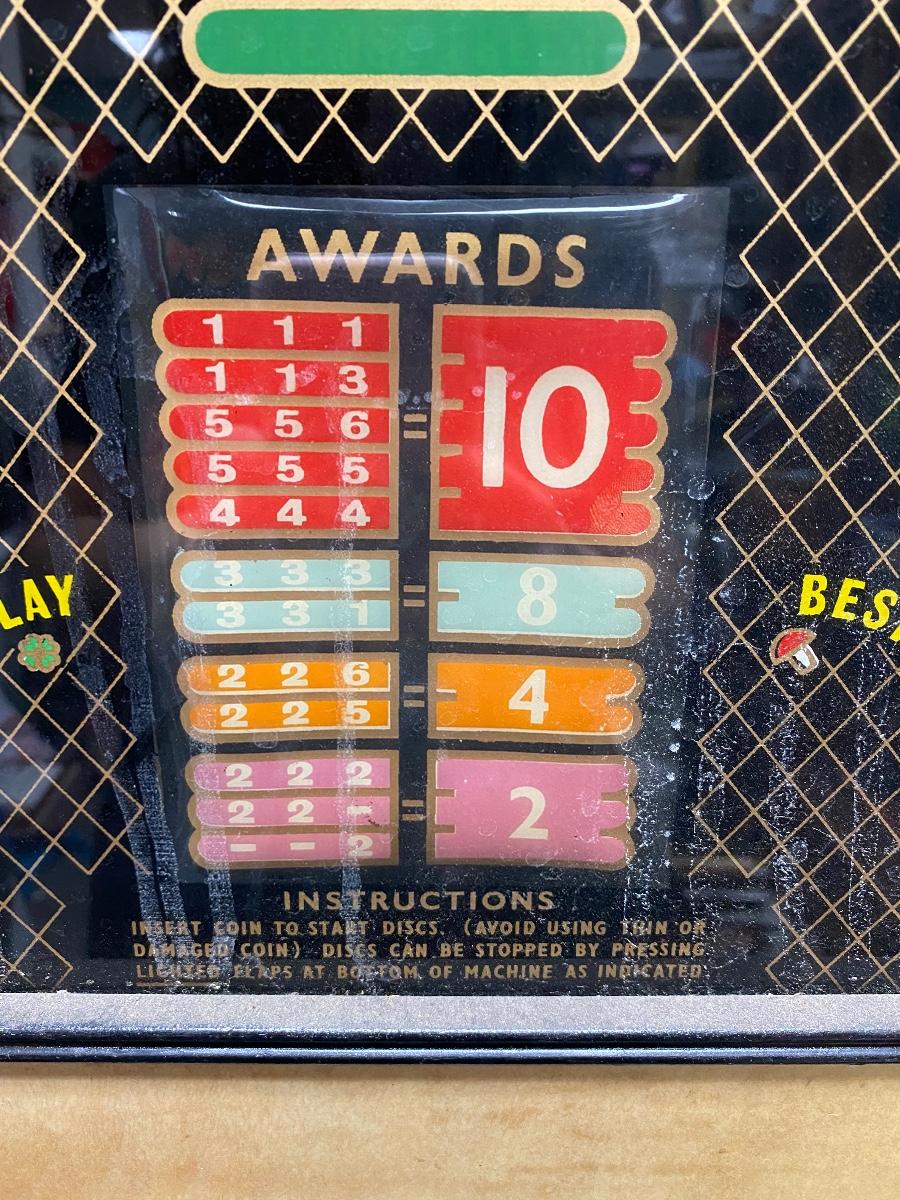 AWARDS
1 1 1
1 1 3
5 5 6
5 5 5
4 4 4
= 10
3 3 3
3 3 1
= 8
2 2 6
2 2 5
= 4
2 2 2
2 2 -
- - 2
= 2
LAY
BES
INSTRUCTIONS
INSERT COIN TO START DISCS. (AVOID USING THIN OR
DAMAGED COIN) DISCS CAN BE STOPPED BY PRESSING
LIGHTED FLAPS AT BOTTOM OF MACHINE AS INDICATED